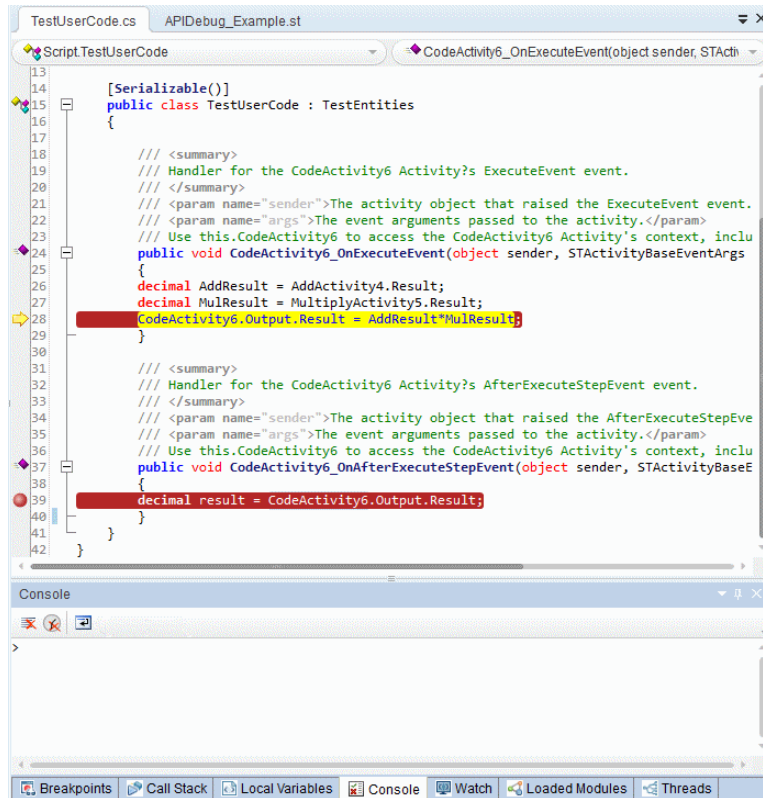 TestUserCode.cs APIDebug_Example.st
Script.TestUserCode CodeActivity6_OnExecuteEvent(object sender, STActiv
13
14 [Serializable()]
15 public class TestUserCode : TestEntities
16 {
17
18 /// <summary>
19 /// Handler for the CodeActivity6 Activity?s ExecuteEvent event.
20 /// </summary>
21 /// <param name="sender">The activity object that raised the ExecuteEvent event.
22 /// <param name="args">The event arguments passed to the activity.</param>
23 /// Use this.CodeActivity6 to access the CodeActivity6 Activity's context, inclu
24 public void CodeActivity6_OnExecuteEvent(object sender, STActivityBaseEventArgs
25 {
26 decimal AddResult = AddActivity4.Result;
27 decimal MulResult = MultiplyActivity5.Result;
28 CodeActivity6.Output.Result = AddResult*MulResult;
29 }
30
31 /// <summary>
32 /// Handler for the CodeActivity6 Activity?s AfterExecuteStepEvent event.
33 /// </summary>
34 /// <param name="sender">The activity object that raised the AfterExecuteStepEve
35 /// <param name="args">The event arguments passed to the activity.</param>
36 /// Use this.CodeActivity6 to access the CodeActivity6 Activity's context, inclu
37 public void CodeActivity6_OnAfterExecuteStepEvent(object sender, STActivityBaseE
38 {
39 decimal result = CodeActivity6.Output.Result;
40 }
41 }
42 }
Console
>
Breakpoints Call Stack Local Variables Console Watch Loaded Modules Threads